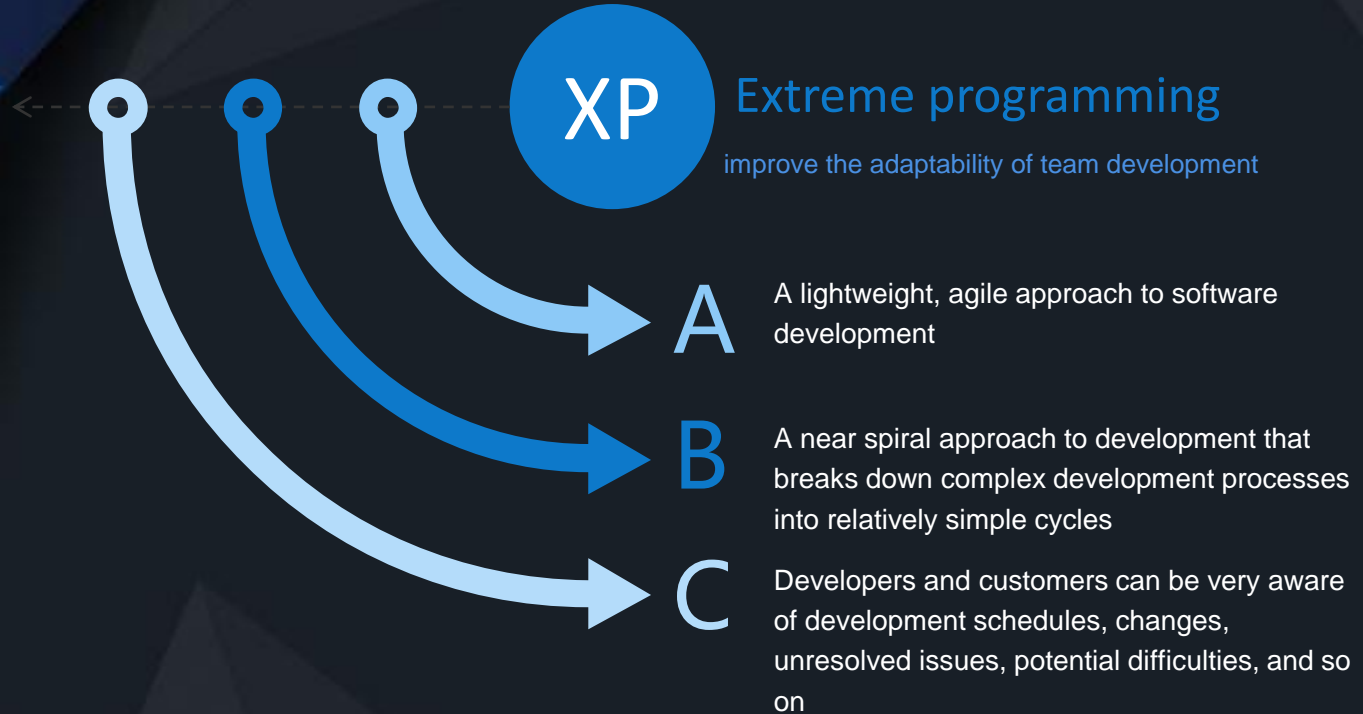 XP
Extreme programming
improve the adaptability of team development
A
A lightweight, agile approach to software
development
B
A near spiral approach to development that
breaks down complex development processes
into relatively simple cycles
C
Developers and customers can be very aware
of development schedules, changes,
unresolved issues, potential difficulties, and so
on